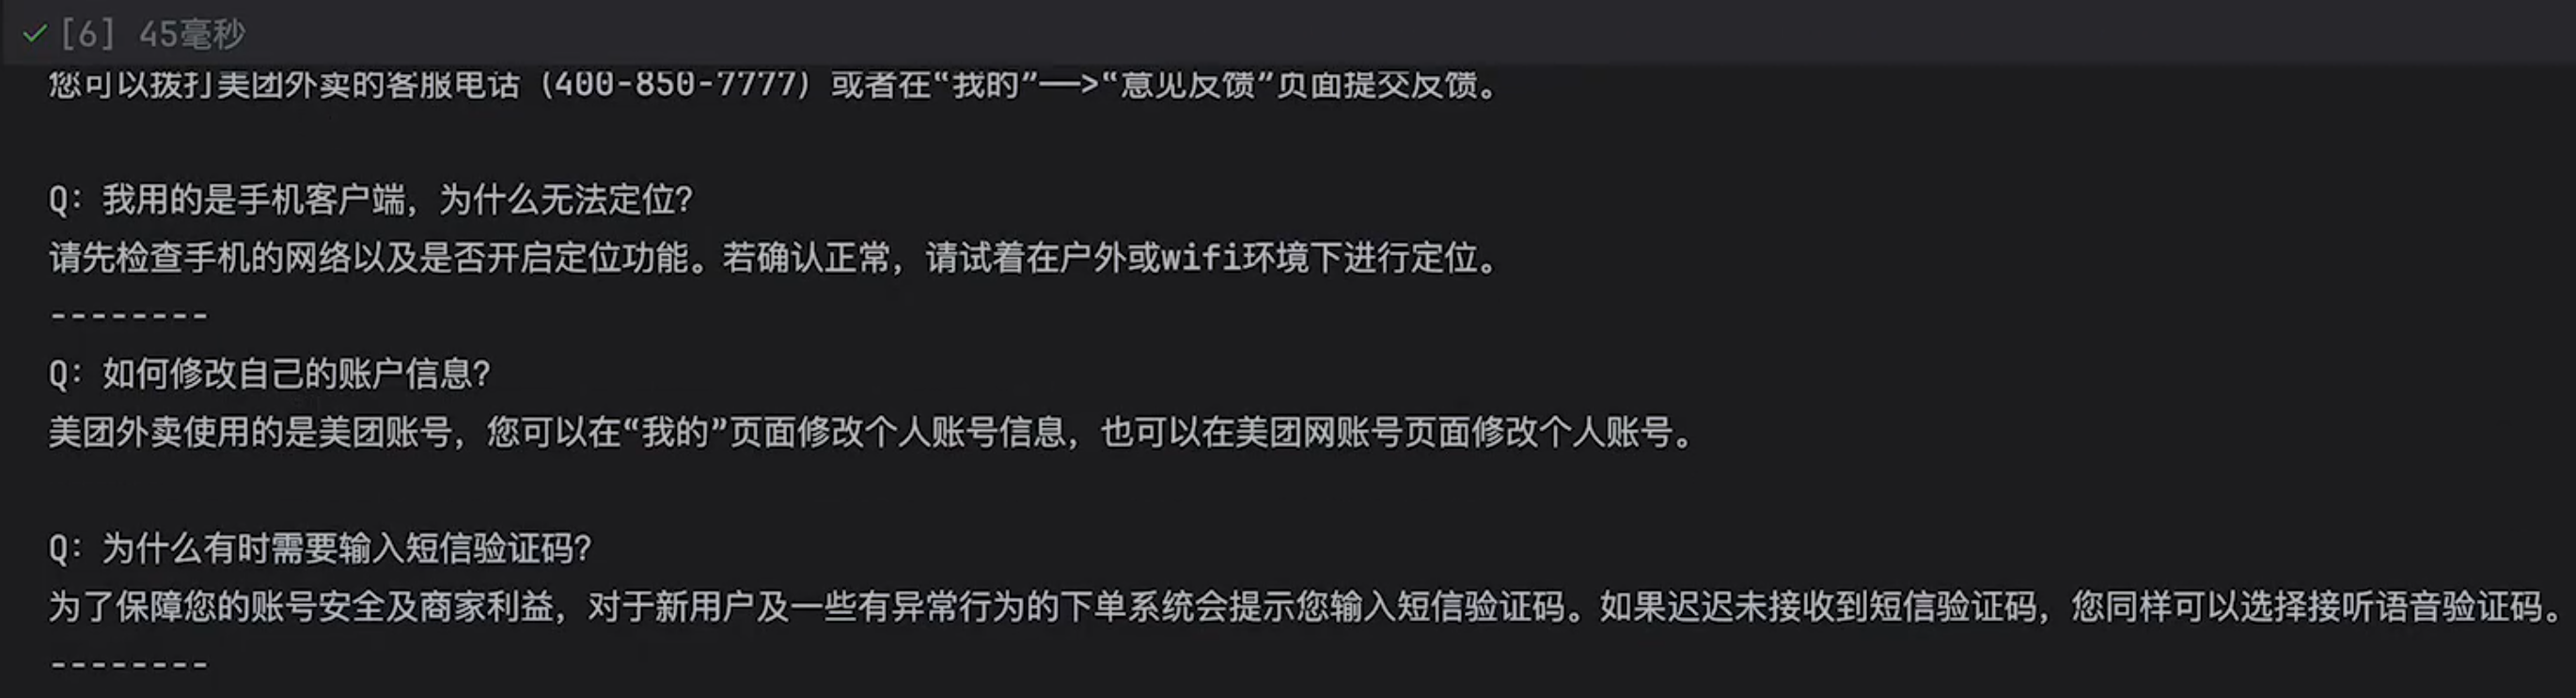 [6] 45毫秒
您可以拨打美团外卖的客服电话（400-850-7777）或者在“我的”——>“意见反馈”页面提交反馈。
Q: 我用的是手机客户端，为什么无法定位？
请先检查手机的网络以及是否开启定位功能。若确认正常，请试着在户外或wifi环境下进行定位。
--------
Q: 如何修改自己的账户信息？
美团外卖使用的是美团账号，您可以在“我的”页面修改个人账号信息，也可以在美团网账号页面修改个人账号。
Q: 为什么有时需要输入短信验证码？
为了保障您的账号安全及商家利益，对于新用户及一些有异常行为的下单系统会提示您输入短信验证码。如果迟迟未接收到短信验证码，您同样可以选择接听语音验证码。
--------